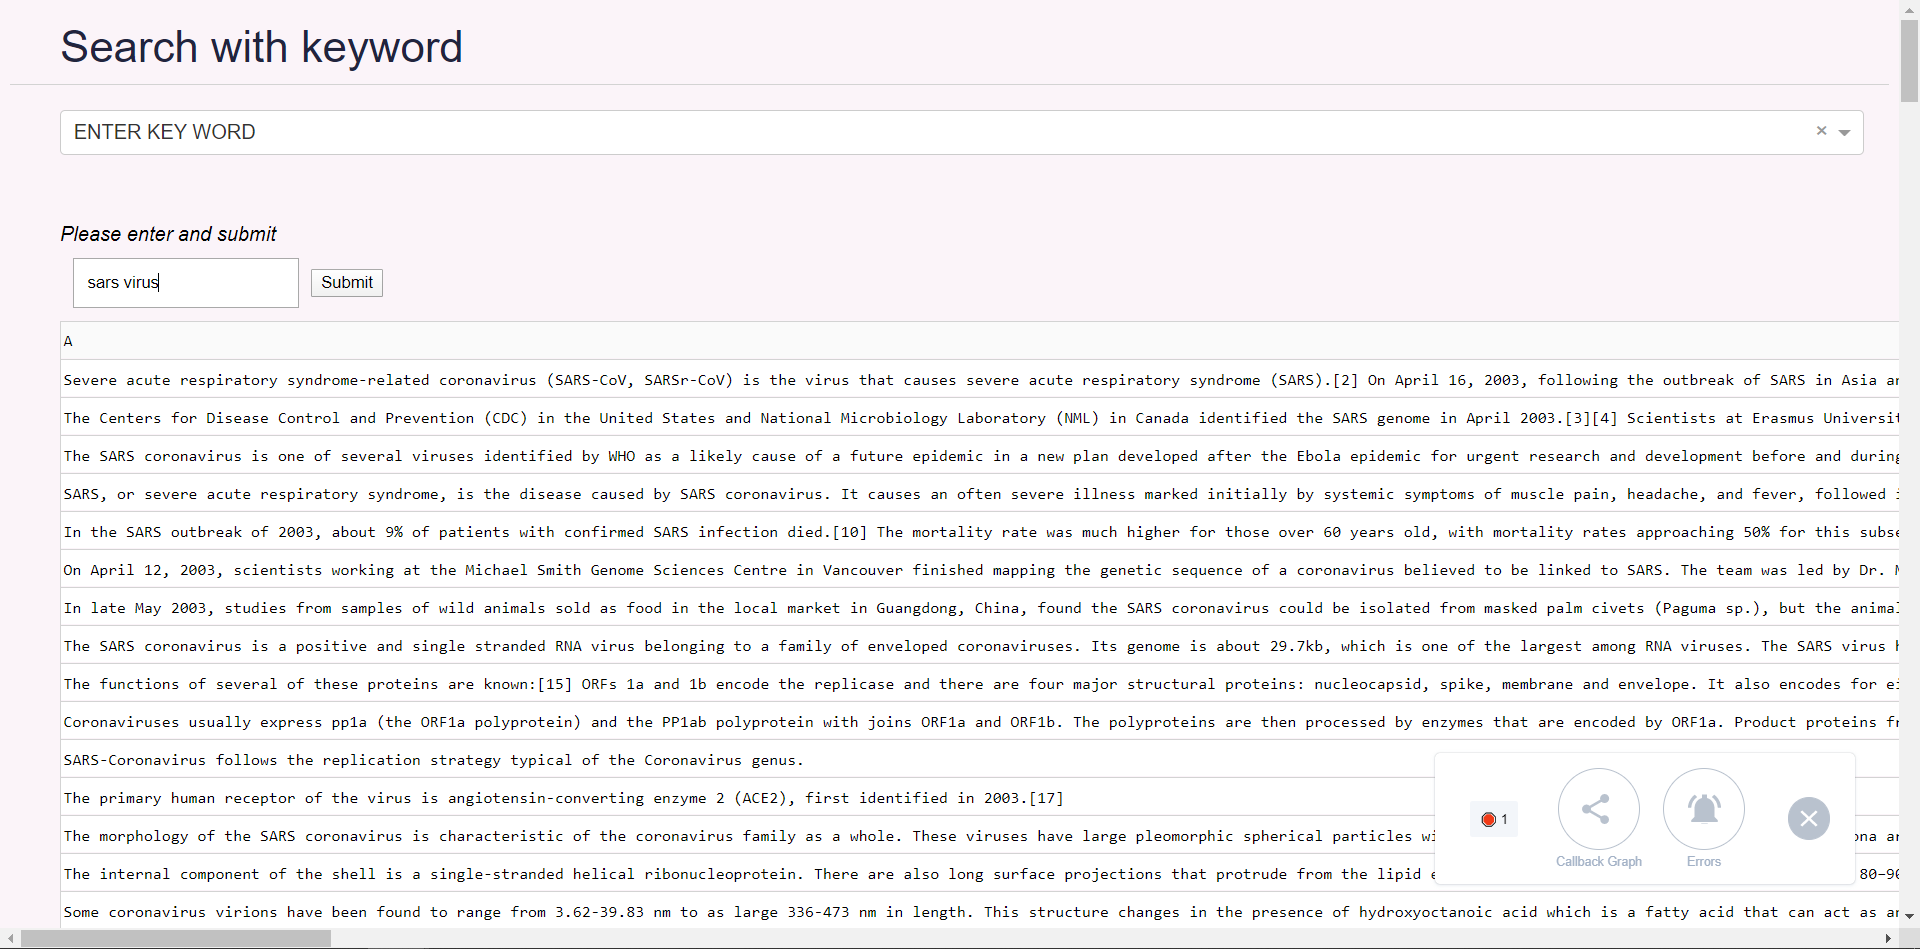 Search with keyword
ENTER KEY WORD
Please enter and submit
sars virus
Submit
A
Severe acute respiratory syndrome-related coronavirus (SARS-CoV, SARSr-CoV) is the virus that causes severe acute respiratory syndrome (SARS).[2] On April 16, 2003, following the outbreak of SARS in Asia
The Centers for Disease Control and Prevention (CDC) in the United States and National Microbiology Laboratory (NML) in Canada identified the SARS genome in April 2003.[3][4] Scientists at Erasmus
The SARS coronavirus is one of several viruses identified by WHO as a likely cause of a future epidemic in a new plan developed after the Ebola epidemic for urgent research and development before and during
SARS, or severe acute respiratory syndrome, is the disease caused by SARS coronavirus. It causes an often severe illness marked initially by systemic symptoms of muscle pain, headache, and fever, followed
In the SARS outbreak of 2003, about 9% of patients with confirmed SARS infection died.[10] The mortality rate was much higher for those over 60 years old, with mortality rates approaching 50% for this
On April 12, 2003, scientists working at the Michael Smith Genome Sciences Centre in Vancouver finished mapping the genetic sequence of a coronavirus believed to be linked to SARS. The team was led by Dr.
In late May 2003, studies from samples of wild animals sold as food in the local market in Guangdong, China, found the SARS coronavirus could be isolated from masked palm civets (Paguma sp.), but the
The SARS coronavirus is a positive and single stranded RNA virus belonging to a family of enveloped coronaviruses. Its genome is about 29.7kb, which is one of the largest among RNA viruses. The SARS virus
The functions of several of these proteins are known:[15] ORFs 1a and 1b encode the replicase and there are four major structural proteins: nucleocapsid, spike, membrane and envelope. It also encodes for
Coronaviruses usually express pp1a (the ORF1a polyprotein) and the PP1ab polyprotein with joins ORF1a and ORF1b. The polyproteins are then processed by enzymes that are encoded by ORF1a. Product proteins
SARS-Coronavirus follows the replication strategy typical of the Coronavirus genus.
The primary human receptor of the virus is angiotensin-converting enzyme 2 (ACE2), first identified in 2003.[17]
The morphology of the SARS coronavirus is characteristic of the coronavirus family as a whole. These viruses have large pleomorphic spherical particles
The internal component of the shell is a single-stranded helical ribonucleoprotein. There are also long surface projections that protrude from the lipid
Some coronavirus virions have been found to range from 3.62-39.83 nm to as large 336-473 nm in length. This structure changes in the presence of hydroxyoctanoic acid which is a fatty acid that can act as
1
Callback Graph
Errors